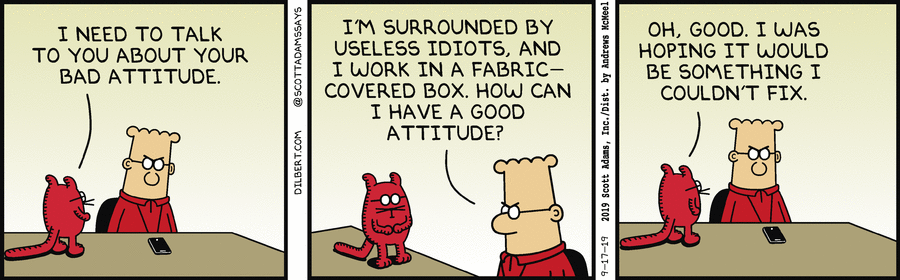 I NEED TO TALK
TO YOU ABOUT YOUR
BAD ATTITUDE.
DILBERT.COM @SCOTTADAMSSAYS
I'M SURROUNDED BY
USELESS IDIOTS, AND
I WORK IN A FABRIC–
COVERED BOX. HOW CAN
I HAVE A GOOD
ATTITUDE?
9-17-19 2019 Scott Adams, Inc./Dist. by Andrews McMeel
OH, GOOD. I WAS
HOPING IT WOULD
BE SOMETHING I
COULDN'T FIX.